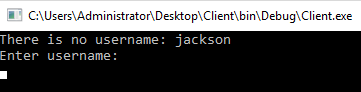 C:\Users\Administrator\Desktop\Client\bin\Debug\Client.exe
There is no username: jackson
Enter username: